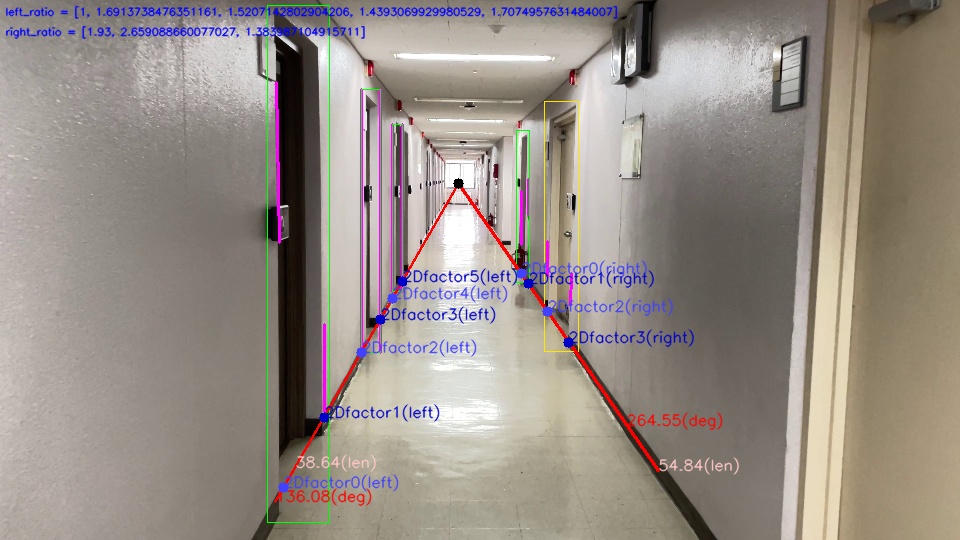 left_ratio = [1, 1.6913738476351161, 1.5207142802904206, 1.4393069929980529, 1.7074957631484007]
right_ratio = [1.93, 2.659088660077027, 1.383987104915711]
2Dfactor0(right)
2Dfactor5(left)
2Dfactor1(right)
2Dfactor4(left)
2Dfactor2(right)
2Dfactor3(left)
2Dfactor3(right)
2Dfactor2(left)
2Dfactor1(left)
264.55(deg)
38.64(len)
54.84(len)
2Dfactor0(left)
136.08(deg)